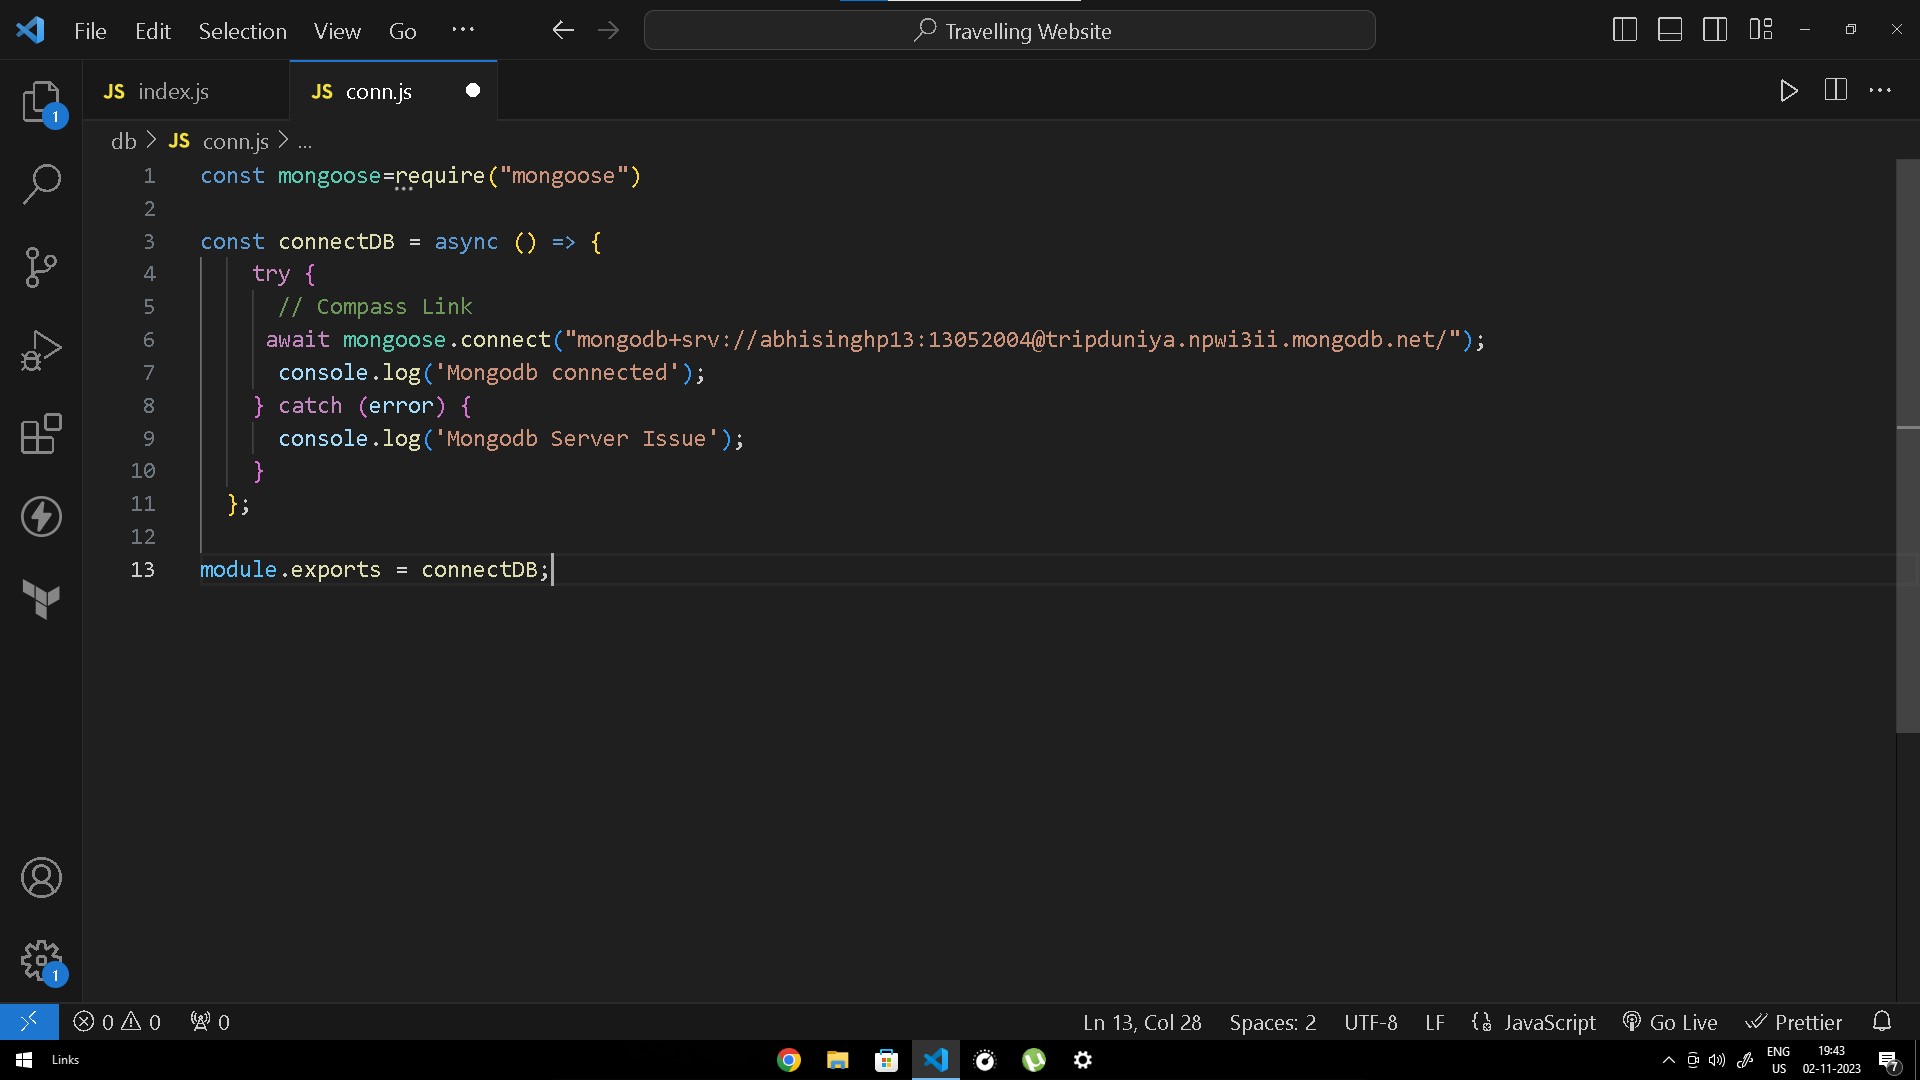 File Edit Selection View Go ... Travelling Website
JS index.js JS conn.js
db > JS conn.js > ...
1 const mongoose=require("mongoose")
2
3 const connectDB = async () => {
4 try {
5 // Compass Link
6 await mongoose.connect("mongodb+srv://abhisinghp13:13052004@tripduniya.npwi3ii.mongodb.net/");
7 console.log('Mongodb connected');
8 } catch (error) {
9 console.log('Mongodb Server Issue');
10 }
11 };
12
13 module.exports = connectDB;
1
1
0 0 0 Ln 13, Col 28 Spaces: 2 UTF-8 LF {} JavaScript Go Live Prettier
Links ENG US 19:43 02-11-2023 7